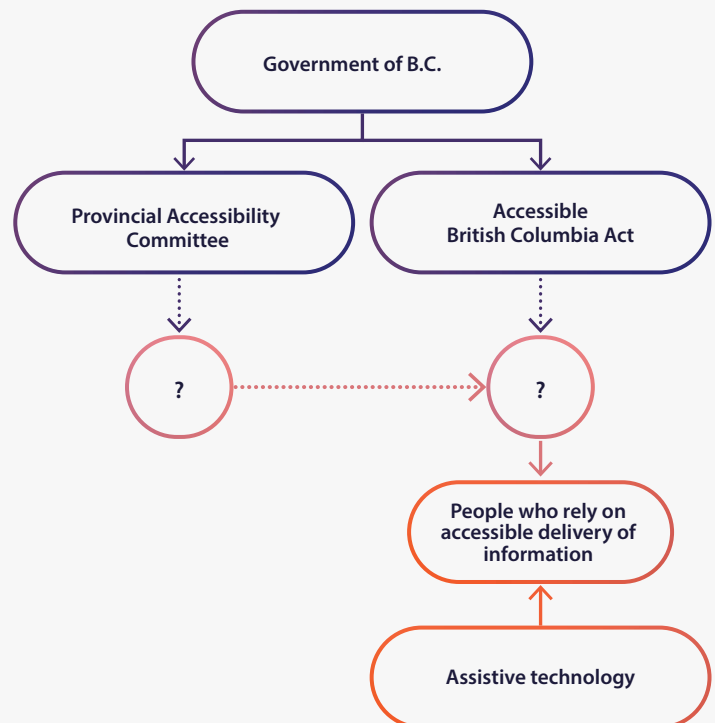 Government of B.C.
Provincial Accessibility
Committee
Accessible
British Columbia Act
?
?
People who rely on
accessible delivery of
information
Assistive technology